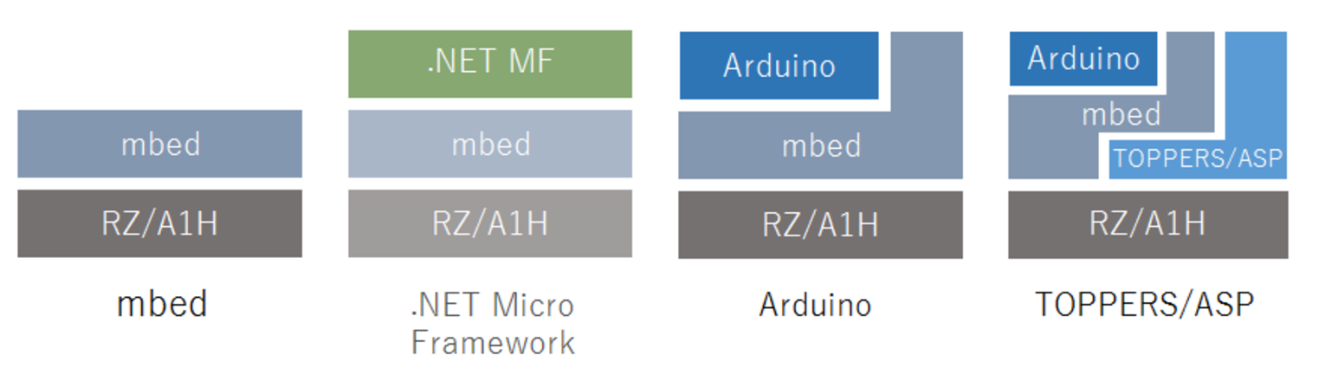 mbed
RZ/A1H
mbed
.NET MF
mbed
RZ/A1H
.NET Micro
Framework
Arduino
mbed
RZ/A1H
Arduino
Arduino
mbed
TOPPERS/ASP
RZ/A1H
TOPPERS/ASP